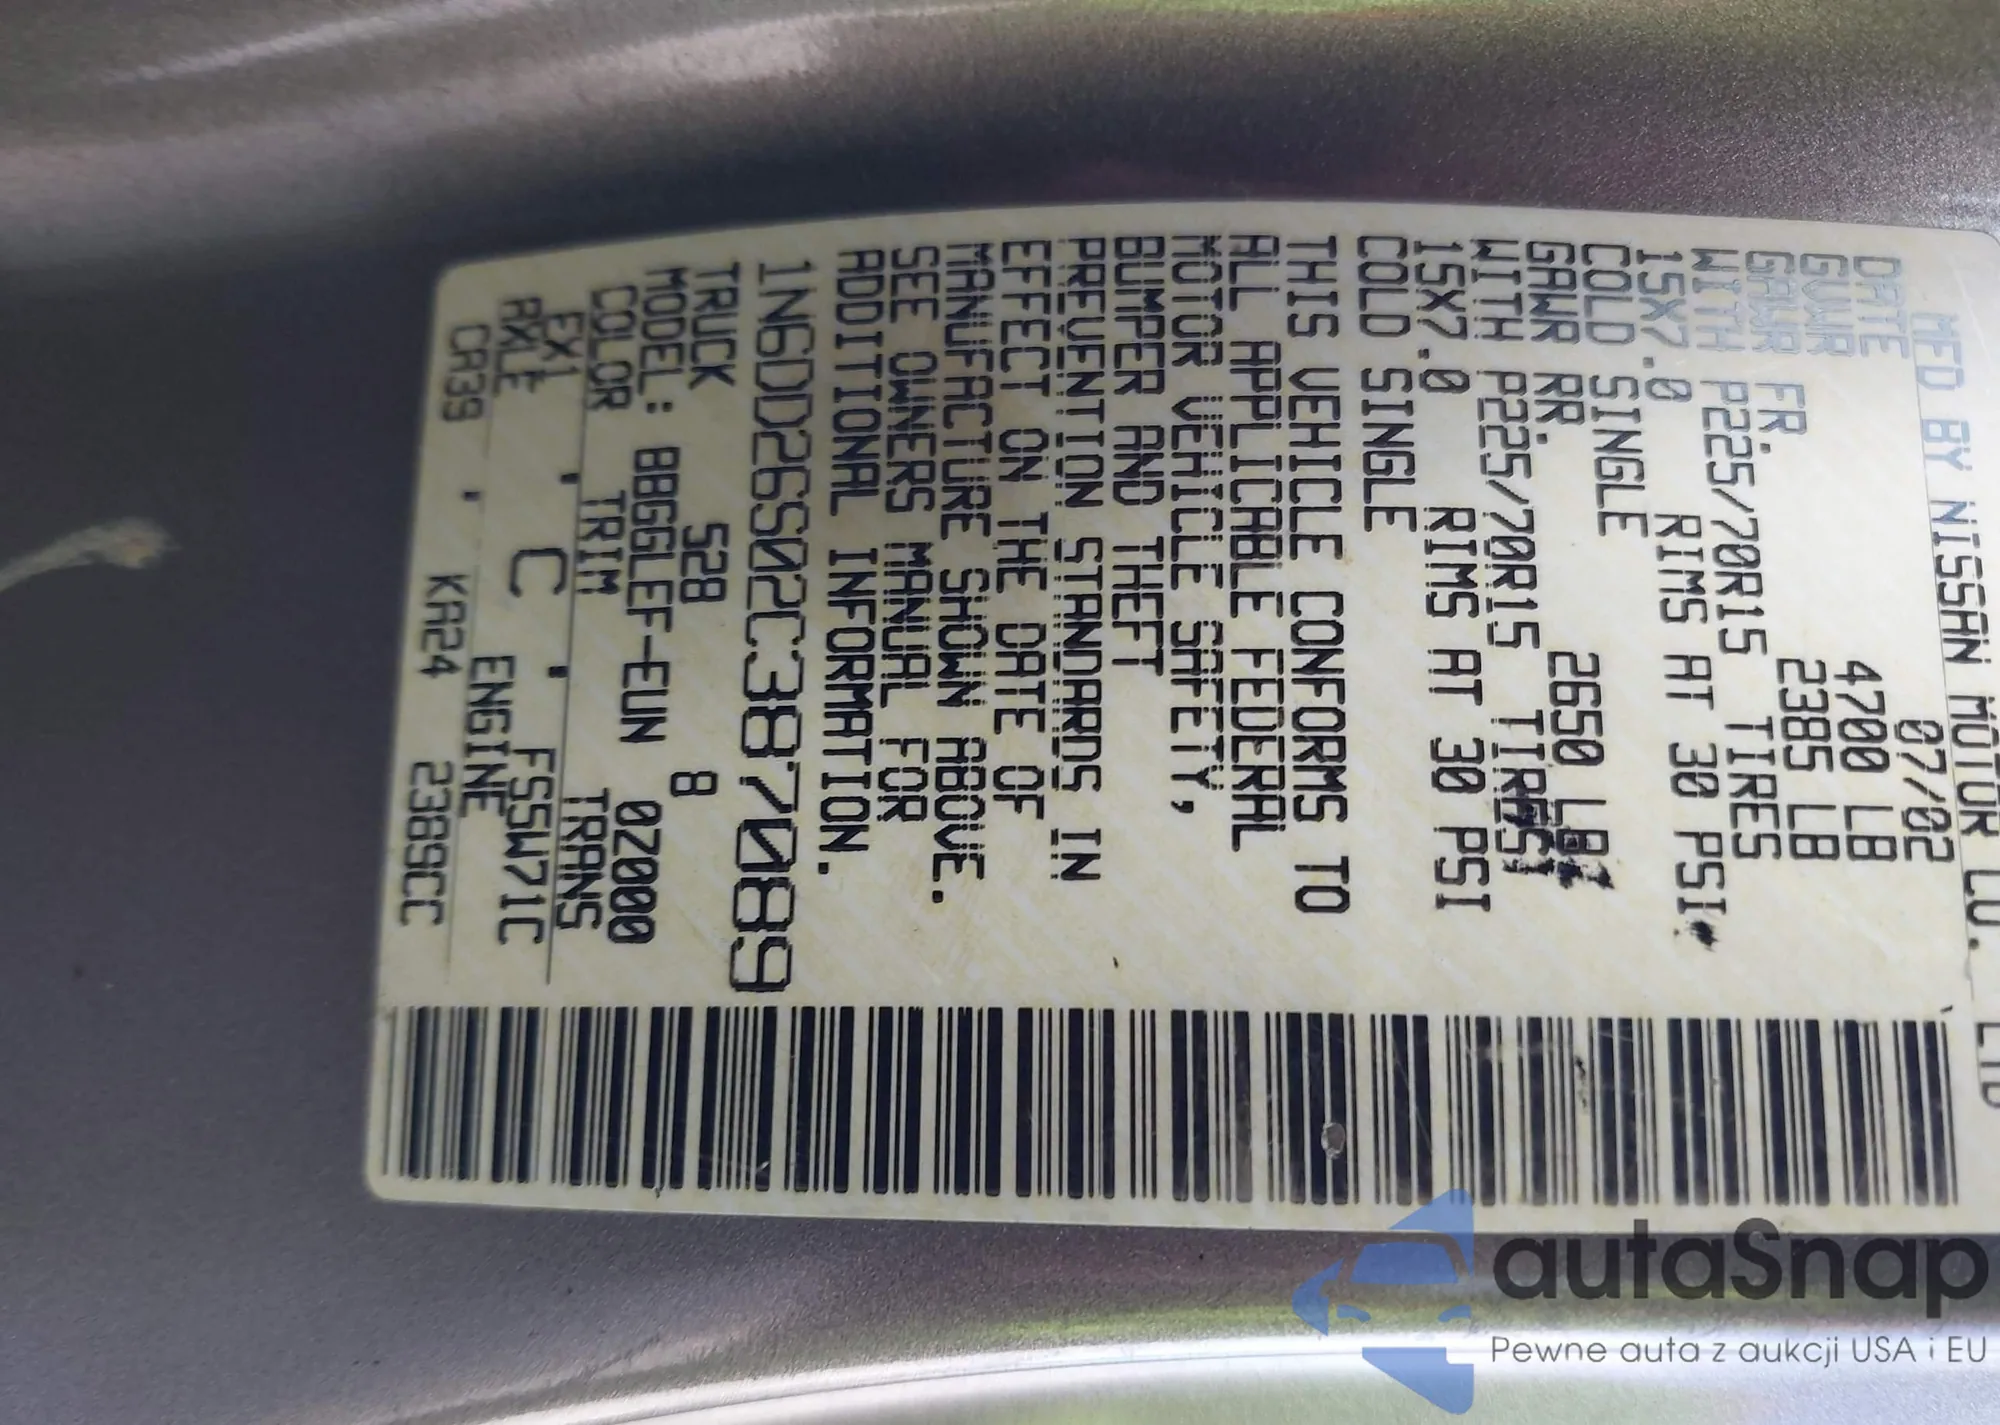 MFD BY NISSAN MOTOR CO. LTD
DATE 07/02
GVWR 4700 LB
GAWR FR. 2385 LB
WITH P225/70R15 TIRES
15X7.0 RIMS AT 30 PSI
COLD SINGLE
GAWR RR. 2650 LB
WITH P225/70R15 TIRES
15X7.0 RIMS AT 30 PSI
COLD SINGLE
THIS VEHICLE CONFORMS TO
ALL APPLICABLE FEDERAL
MOTOR VEHICLE SAFETY,
BUMPER AND THEFT
PREVENTION STANDARDS IN
EFFECT ON THE DATE OF
MANUFACTURE SHOWN ABOVE.
SEE OWNERS MANUAL FOR
ADDITIONAL INFORMATION.
1N6DD26S02C387089
TRUCK 528 8
MODEL: BBGGLEF-EUN 0Z000
COLOR TRIM TRANS
EX1 C FS5W71C
AXLE ENGINE
CA39 KA24 2389CC
autaSnap
Pewne auta z aukcji USA i EU